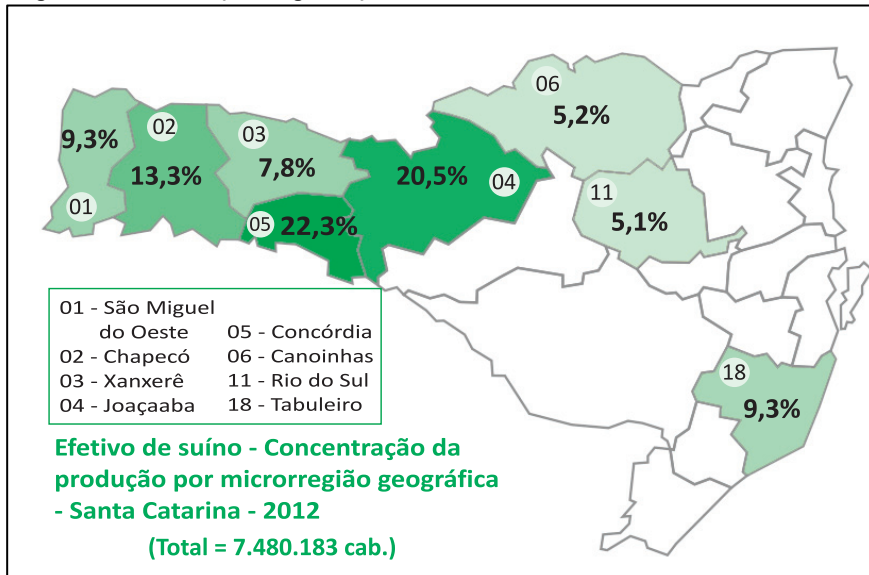 06
5,2%
02
03
9,3%
7,8%
13,3%
20,5%
04
11
01
05
22,3%
5,1%
01 - São Miguel
do Oeste
02 - Chapecó
03 - Xanxerê
04 - Joaçaaba
05 - Concórdia
06 - Canoinhas
11 - Rio do Sul
18 - Tabuleiro
18
9,3%
Efetivo de suíno - Concentração da
produção por microrregião geográfica
- Santa Catarina - 2012
(Total = 7.480.183 cab.)